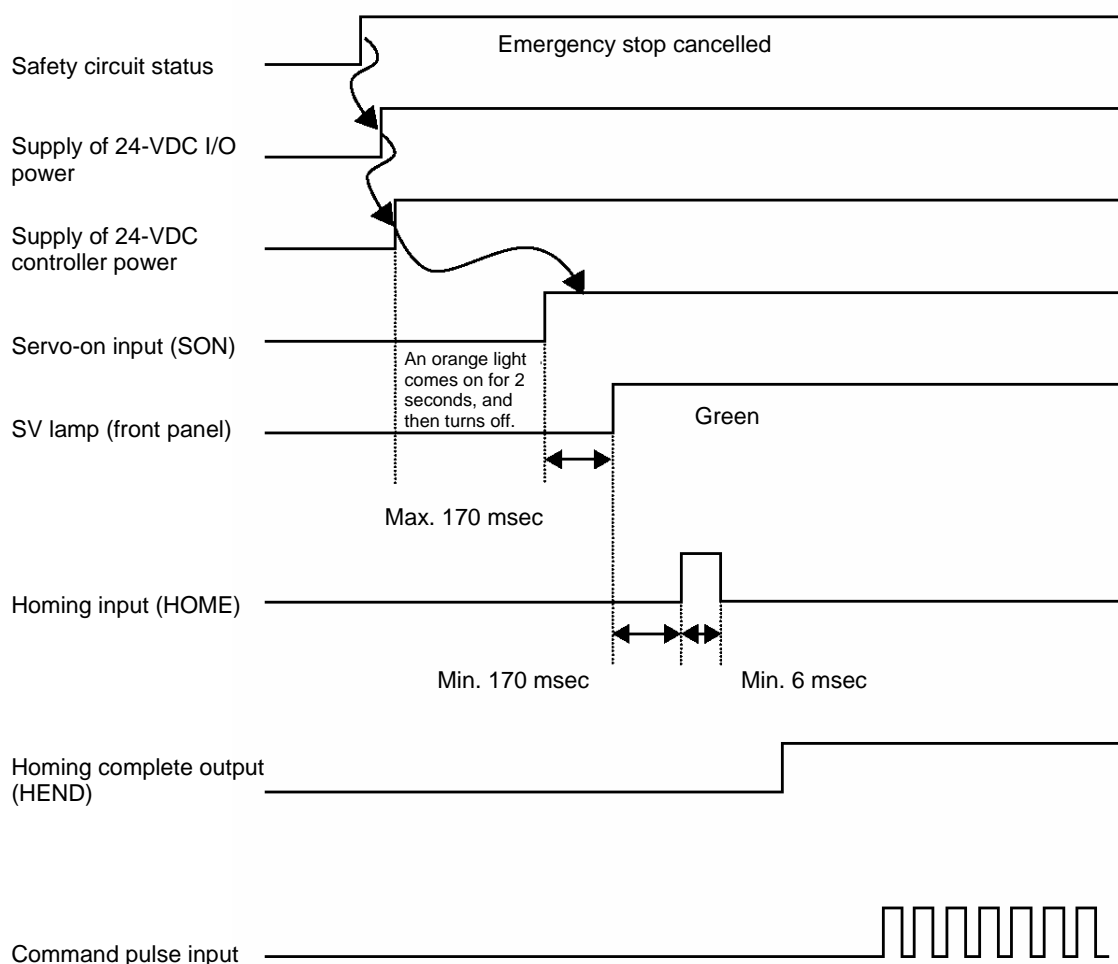 Emergency stop cancelled
Safety circuit status
Supply of 24-VDC I/O
power
Supply of 24-VDC
controller power
Servo-on input (SON)
An orange light
comes on for 2
seconds, and
then turns off.
SV lamp (front panel)
Green
Max. 170 msec
Homing input (HOME)
Min. 170 msec
Min. 6 msec
Homing complete output
(HEND)
Command pulse input